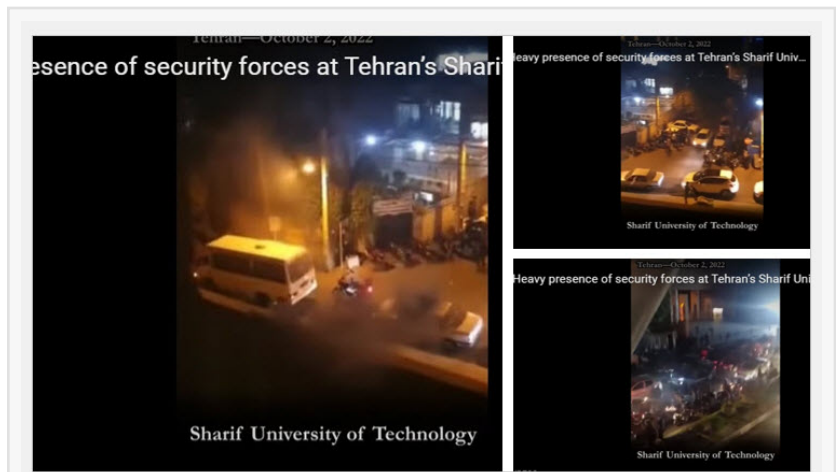 Tehran—October 2, 2022
esence of security forces at Tehran's Shari
Sharif University of Technology
Tehran—October 2, 2022
Heavy presence of security forces at Tehran's Sharif Univ...
Sharif University of Technology
Tehran—October 2, 2022
Heavy presence of security forces at Tehran's Sharif Uni
Sharif University of Technology